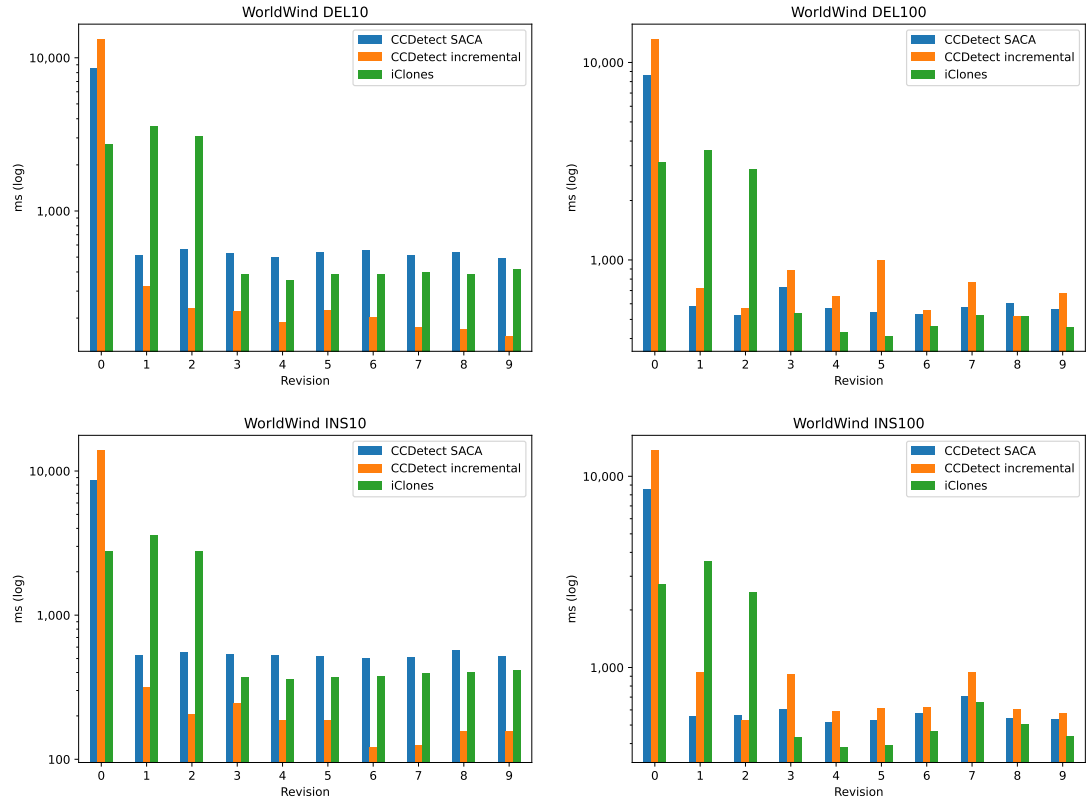 WorldWind DEL10
ms (log)
10,000
1,000
CCDetect SACA
CCDetect incremental
iClones
0 1 2 3 4 5 6 7 8 9
Revision
WorldWind DEL100
ms (log)
10,000
1,000
CCDetect SACA
CCDetect incremental
iClones
0 1 2 3 4 5 6 7 8 9
Revision
WorldWind INS10
ms (log)
10,000
1,000
100
CCDetect SACA
CCDetect incremental
iClones
0 1 2 3 4 5 6 7 8 9
Revision
WorldWind INS100
ms (log)
10,000
1,000
CCDetect SACA
CCDetect incremental
iClones
0 1 2 3 4 5 6 7 8 9
Revision